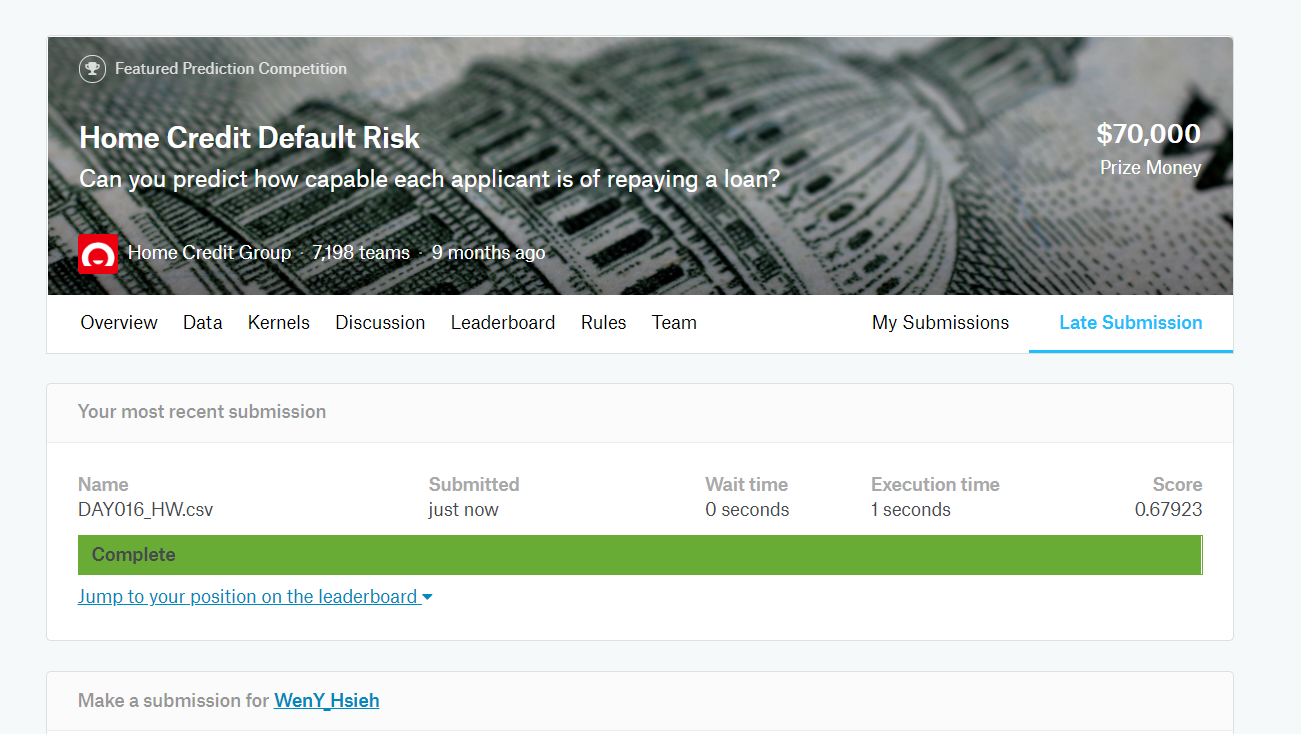 Featured Prediction Competition
Home Credit Default Risk
Can you predict how capable each applicant is of repaying a loan?
$70,000
Prize Money
Home Credit Group · 7,198 teams · 9 months ago
Overview Data Kernels Discussion Leaderboard Rules Team My Submissions Late Submission
Your most recent submission
Name Submitted Wait time Execution time Score
DAY016_HW.csv just now 0 seconds 1 seconds 0.67923
Complete
Jump to your position on the leaderboard
Make a submission for WenY_Hsieh